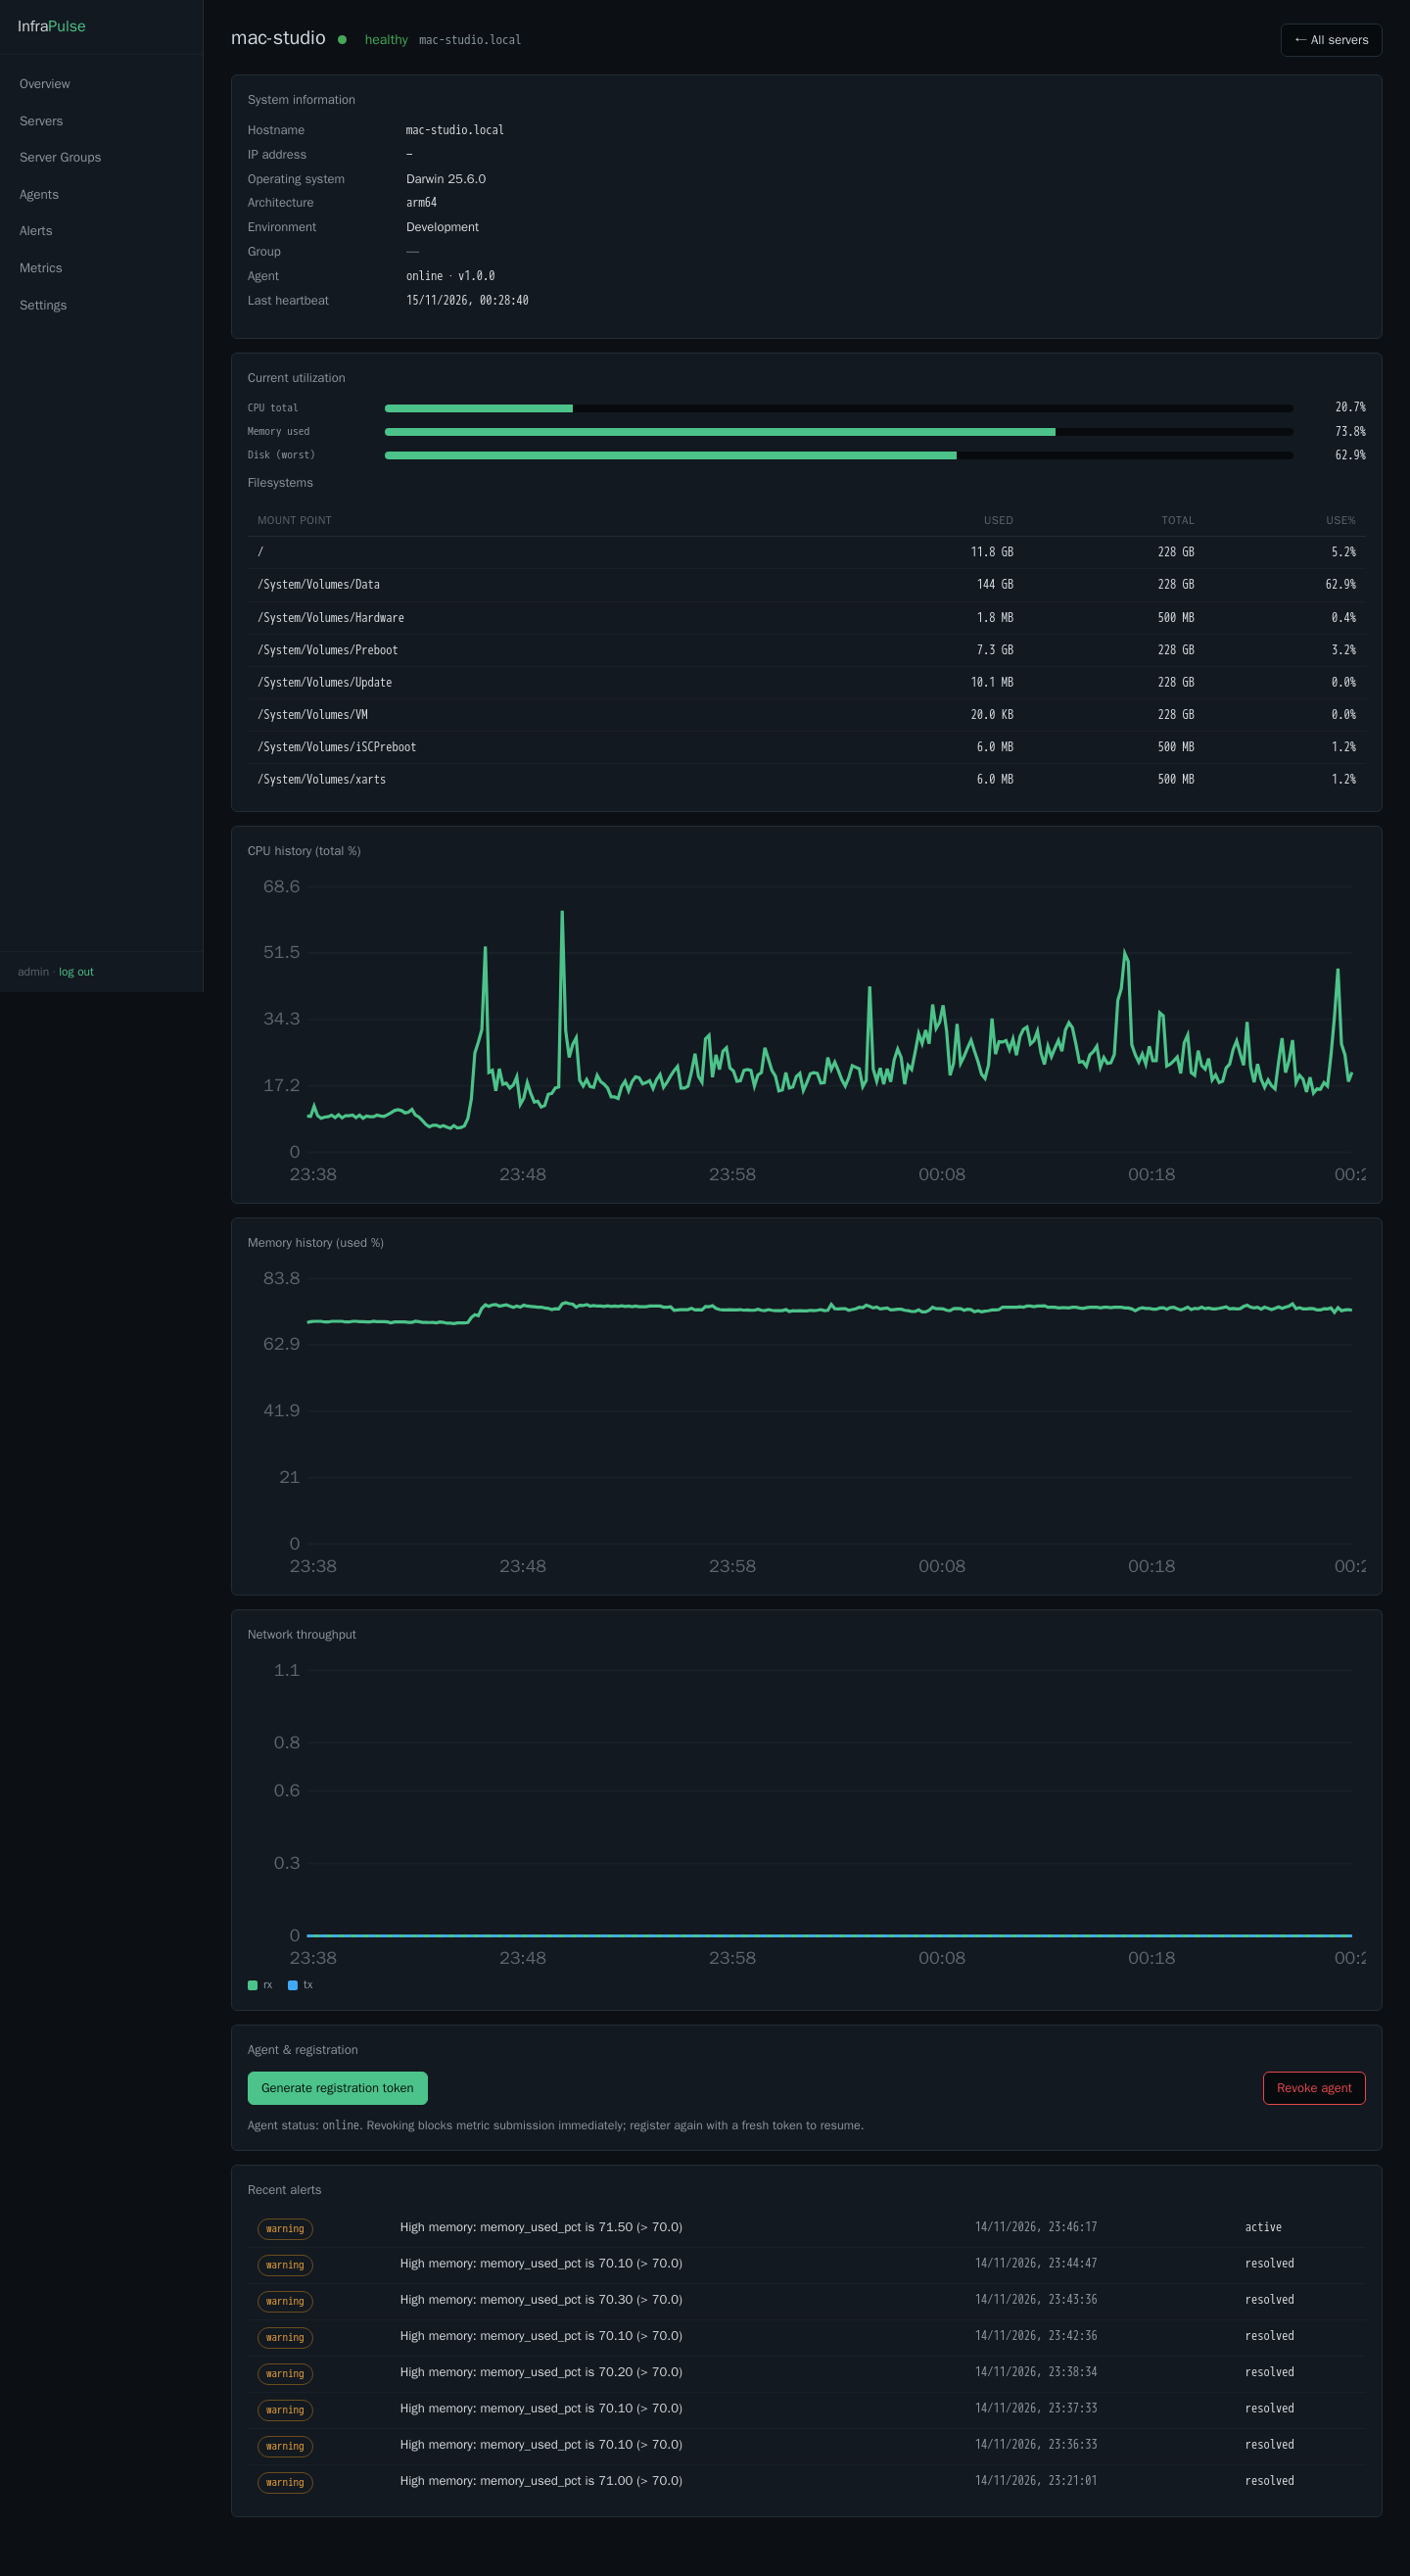 InfraPulse
Overview
Servers
Server Groups
Agents
Alerts
Metrics
Settings
admin · log out
mac-studio healthy mac-studio.local
← All servers
System information
Hostname mac-studio.local
IP address –
Operating system Darwin 25.6.0
Architecture arm64
Environment Development
Group —
Agent online · v1.0.0
Last heartbeat 15/11/2026, 00:28:40
Current utilization
CPU total 20.7%
Memory used 73.8%
Disk (worst) 62.9%
Filesystems
MOUNT POINT USED TOTAL USE%
/ 11.8 GB 228 GB 5.2%
/System/Volumes/Data 144 GB 228 GB 62.9%
/System/Volumes/Hardware 1.8 MB 500 MB 0.4%
/System/Volumes/Preboot 7.3 GB 228 GB 3.2%
/System/Volumes/Update 10.1 MB 228 GB 0.0%
/System/Volumes/VM 20.0 KB 228 GB 0.0%
/System/Volumes/iSCPreboot 6.0 MB 500 MB 1.2%
/System/Volumes/xarts 6.0 MB 500 MB 1.2%
CPU history (total %)
68.6
51.5
34.3
17.2
0
23:38 23:48 23:58 00:08 00:18 00:2
Memory history (used %)
83.8
62.9
41.9
21
0
23:38 23:48 23:58 00:08 00:18 00:2
Network throughput
1.1
0.8
0.6
0.3
0
23:38 23:48 23:58 00:08 00:18 00:2
rx tx
Agent & registration
Generate registration token
Revoke agent
Agent status: online. Revoking blocks metric submission immediately; register again with a fresh token to resume.
Recent alerts
warning High memory: memory_used_pct is 71.50 (> 70.0) 14/11/2026, 23:46:17 active
warning High memory: memory_used_pct is 70.10 (> 70.0) 14/11/2026, 23:44:47 resolved
warning High memory: memory_used_pct is 70.30 (> 70.0) 14/11/2026, 23:43:36 resolved
warning High memory: memory_used_pct is 70.10 (> 70.0) 14/11/2026, 23:42:36 resolved
warning High memory: memory_used_pct is 70.20 (> 70.0) 14/11/2026, 23:38:34 resolved
warning High memory: memory_used_pct is 70.10 (> 70.0) 14/11/2026, 23:37:33 resolved
warning High memory: memory_used_pct is 70.10 (> 70.0) 14/11/2026, 23:36:33 resolved
warning High memory: memory_used_pct is 71.00 (> 70.0) 14/11/2026, 23:21:01 resolved